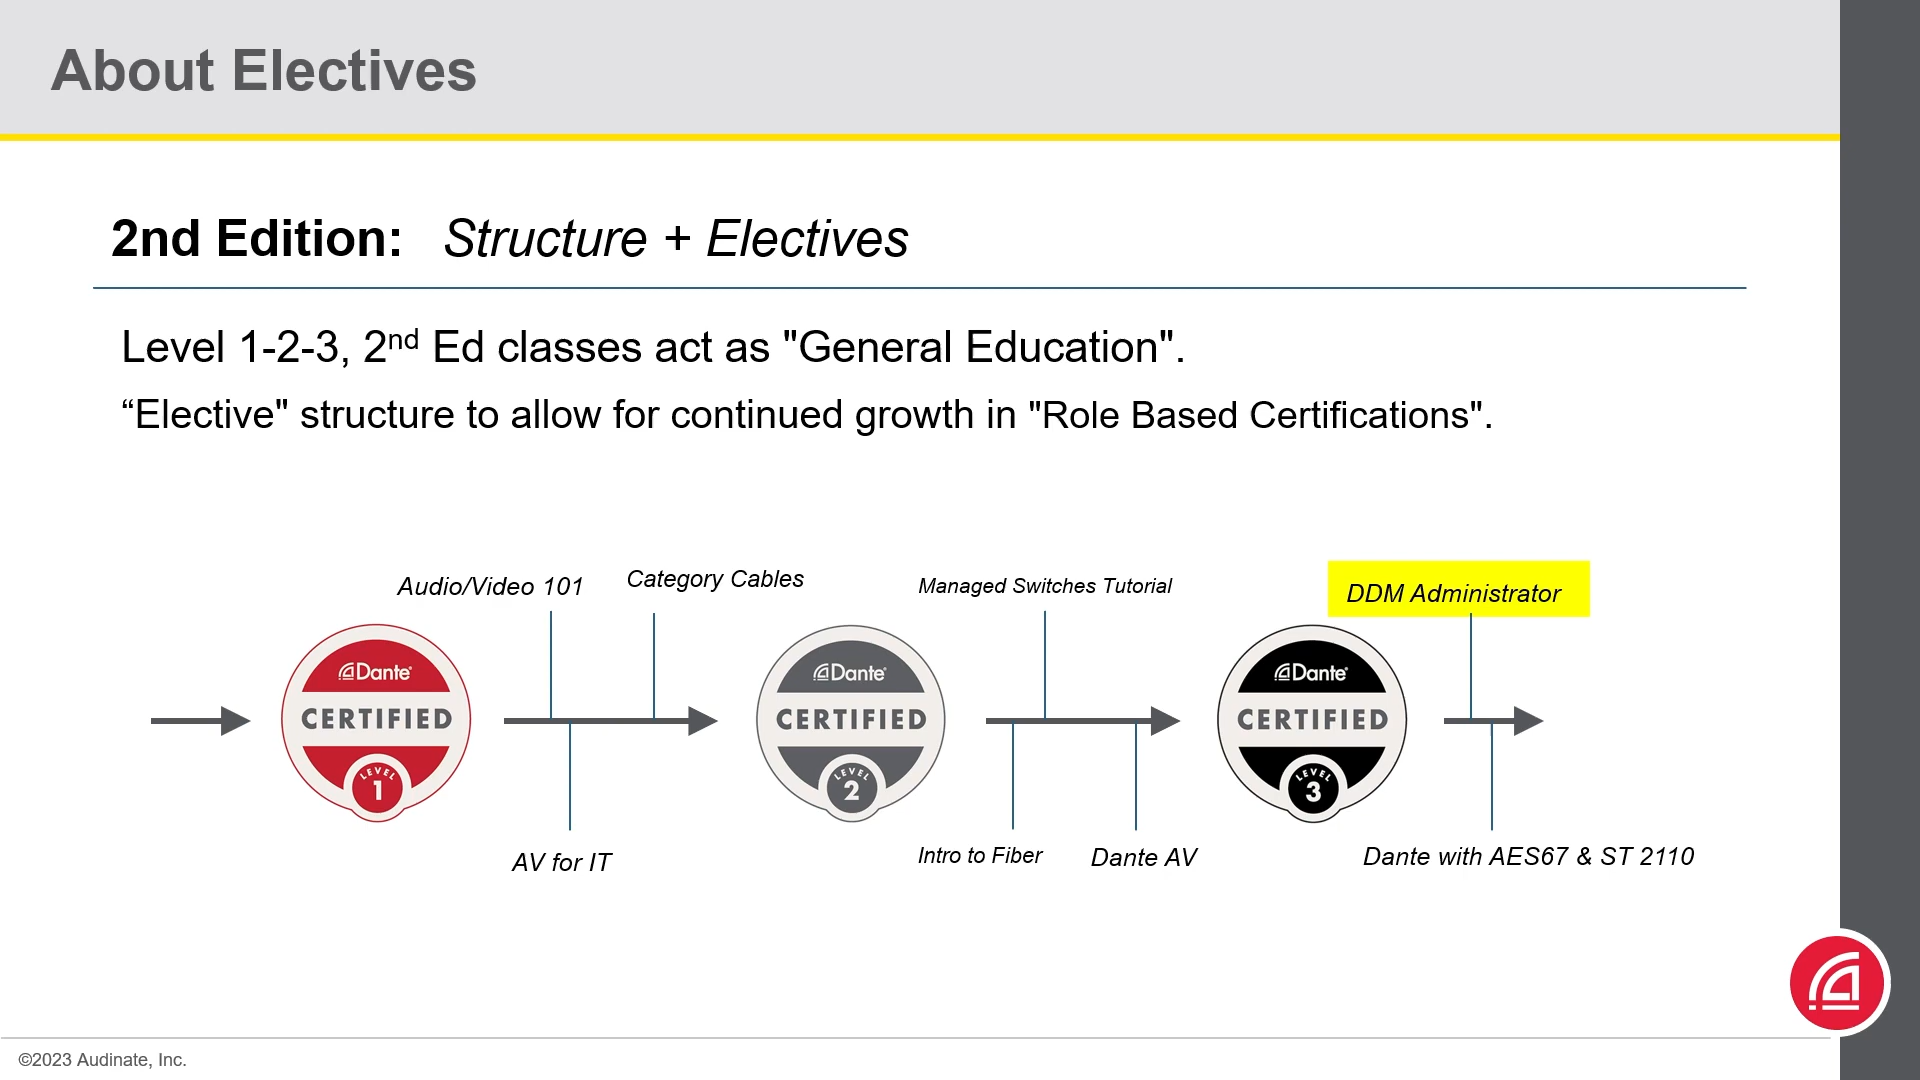 About Electives
2nd Edition: Structure + Electives
Level 1-2-3, 2nd Ed classes act as "General Education".
“Elective" structure to allow for continued growth in "Role Based Certifications".
Audio/Video 101
Category Cables
Managed Switches Tutorial
DDM Administrator
Dante®
CERTIFIED
LEVEL
1
Dante®
CERTIFIED
LEVEL
2
Dante®
CERTIFIED
LEVEL
3
AV for IT
Intro to Fiber
Dante AV
Dante with AES67 & ST 2110
©2023 Audinate, Inc.